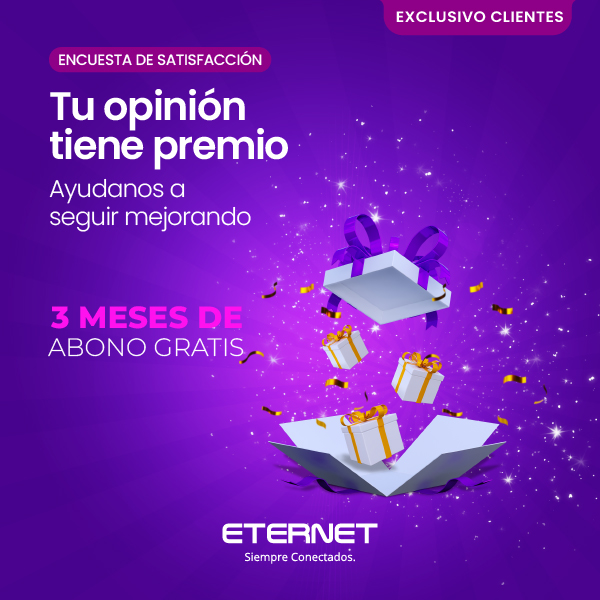 EXCLUSIVO CLIENTES
ENCUESTA DE SATISFACCIÓN
Tu opinión
tiene premio
Ayudanos a
seguir mejorando
3 MESES DE
ABONO GRATIS
ETERNET
Siempre Conectados.